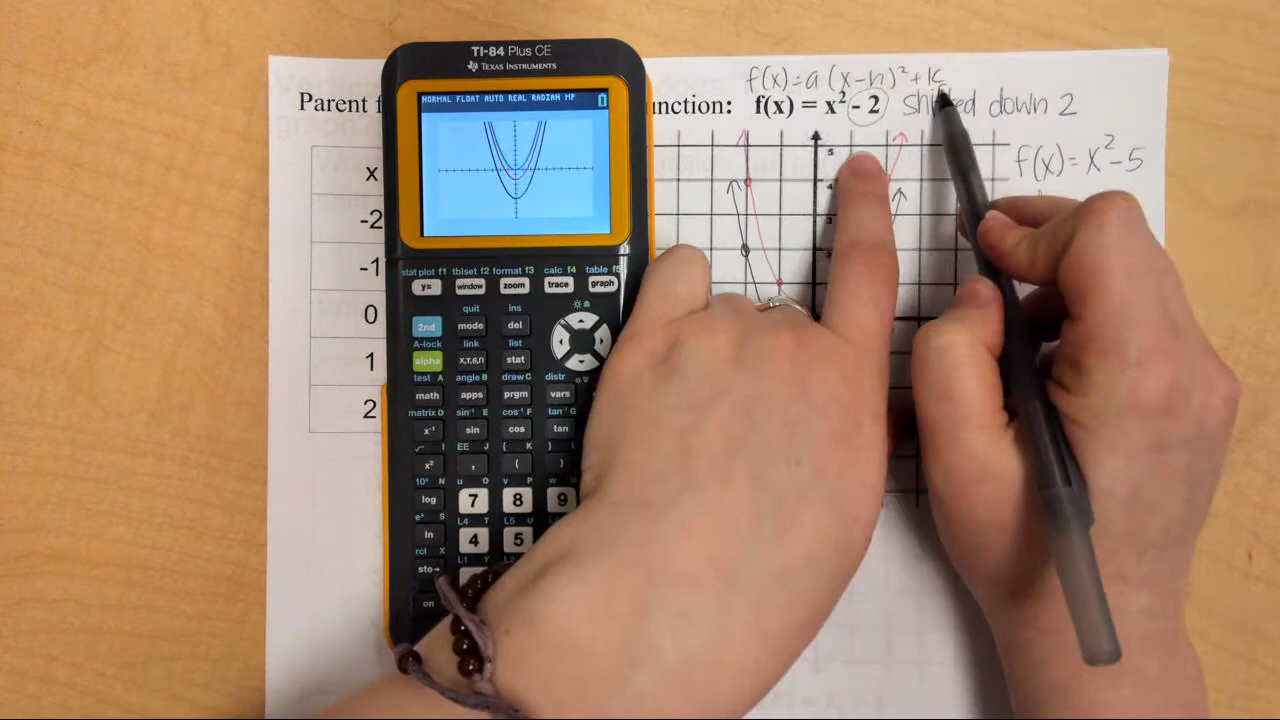 TI-84 Plus CE
TEXAS INSTRUMENTS
NORMAL FLOAT AUTO REAL RADIAN MP
f(x)=a(x-h)²+k
Parent f
unction: f(x) = x² - 2 shifted down 2
f(x)=x²-5
x
-2
-1
0
1
2
5
4
3
stat plot f1 tblset f2 format f3 calc f4 table f5
y= window zoom trace graph
quit ins
2nd mode del
A-lock link list
alpha X,T,θ,n stat
test A angle B draw C distr
math apps prgm vars
matrix D sin⁻¹ E cos⁻¹ F tan⁻¹ G
x⁻¹ sin cos tan
√ I EE J { K } L
x² , ( )
10ˣ N u O v P w
log 7 8 9
eˣ S L4 T L5 U
ln 4 5
rcl X L1 Y L2
sto→
on